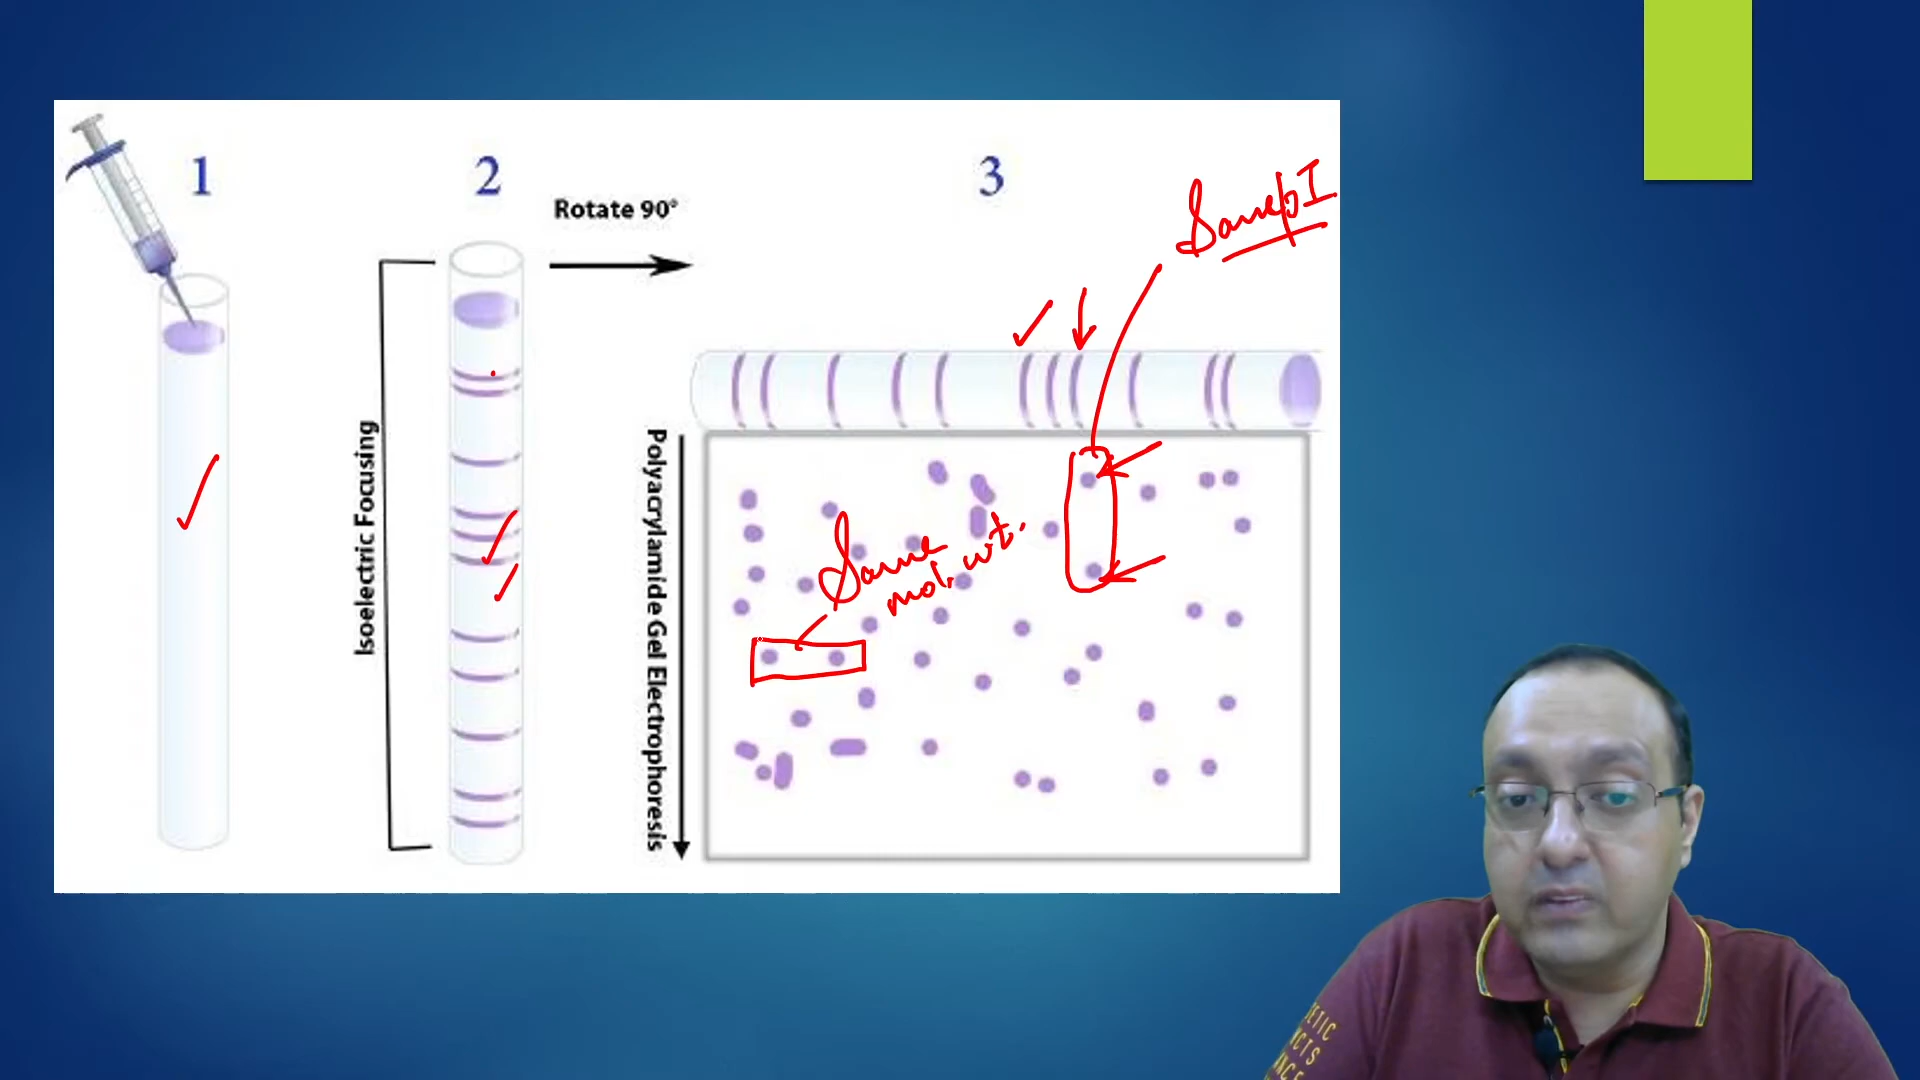 1
2
3
Rotate 90°
Same pI
Isoelectric Focusing
Polyacrylamide Gel Electrophoresis
Same
mol. wt.